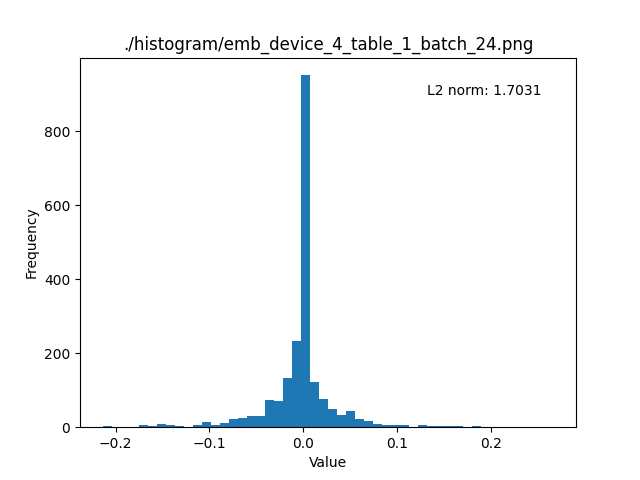 ./histogram/emb_device_4_table_1_batch_24.png
L2 norm: 1.7031
Frequency
800
600
400
200
0
−0.2 −0.1 0.0 0.1 0.2
Value